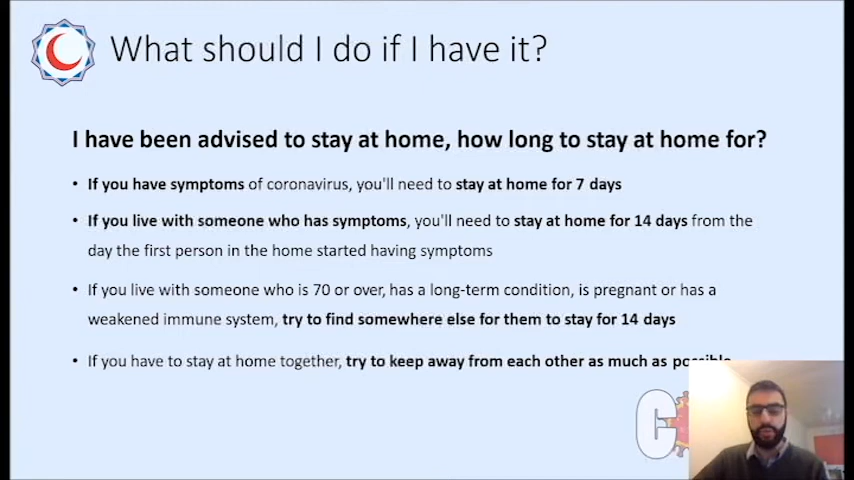 What should I do if I have it?
I have been advised to stay at home, how long to stay at home for?
• If you have symptoms of coronavirus, you'll need to stay at home for 7 days
• If you live with someone who has symptoms, you'll need to stay at home for 14 days from the
day the first person in the home started having symptoms
• If you live with someone who is 70 or over, has a long-term condition, is pregnant or has a
weakened immune system, try to find somewhere else for them to stay for 14 days
• If you have to stay at home together, try to keep away from each other as much as possible
C